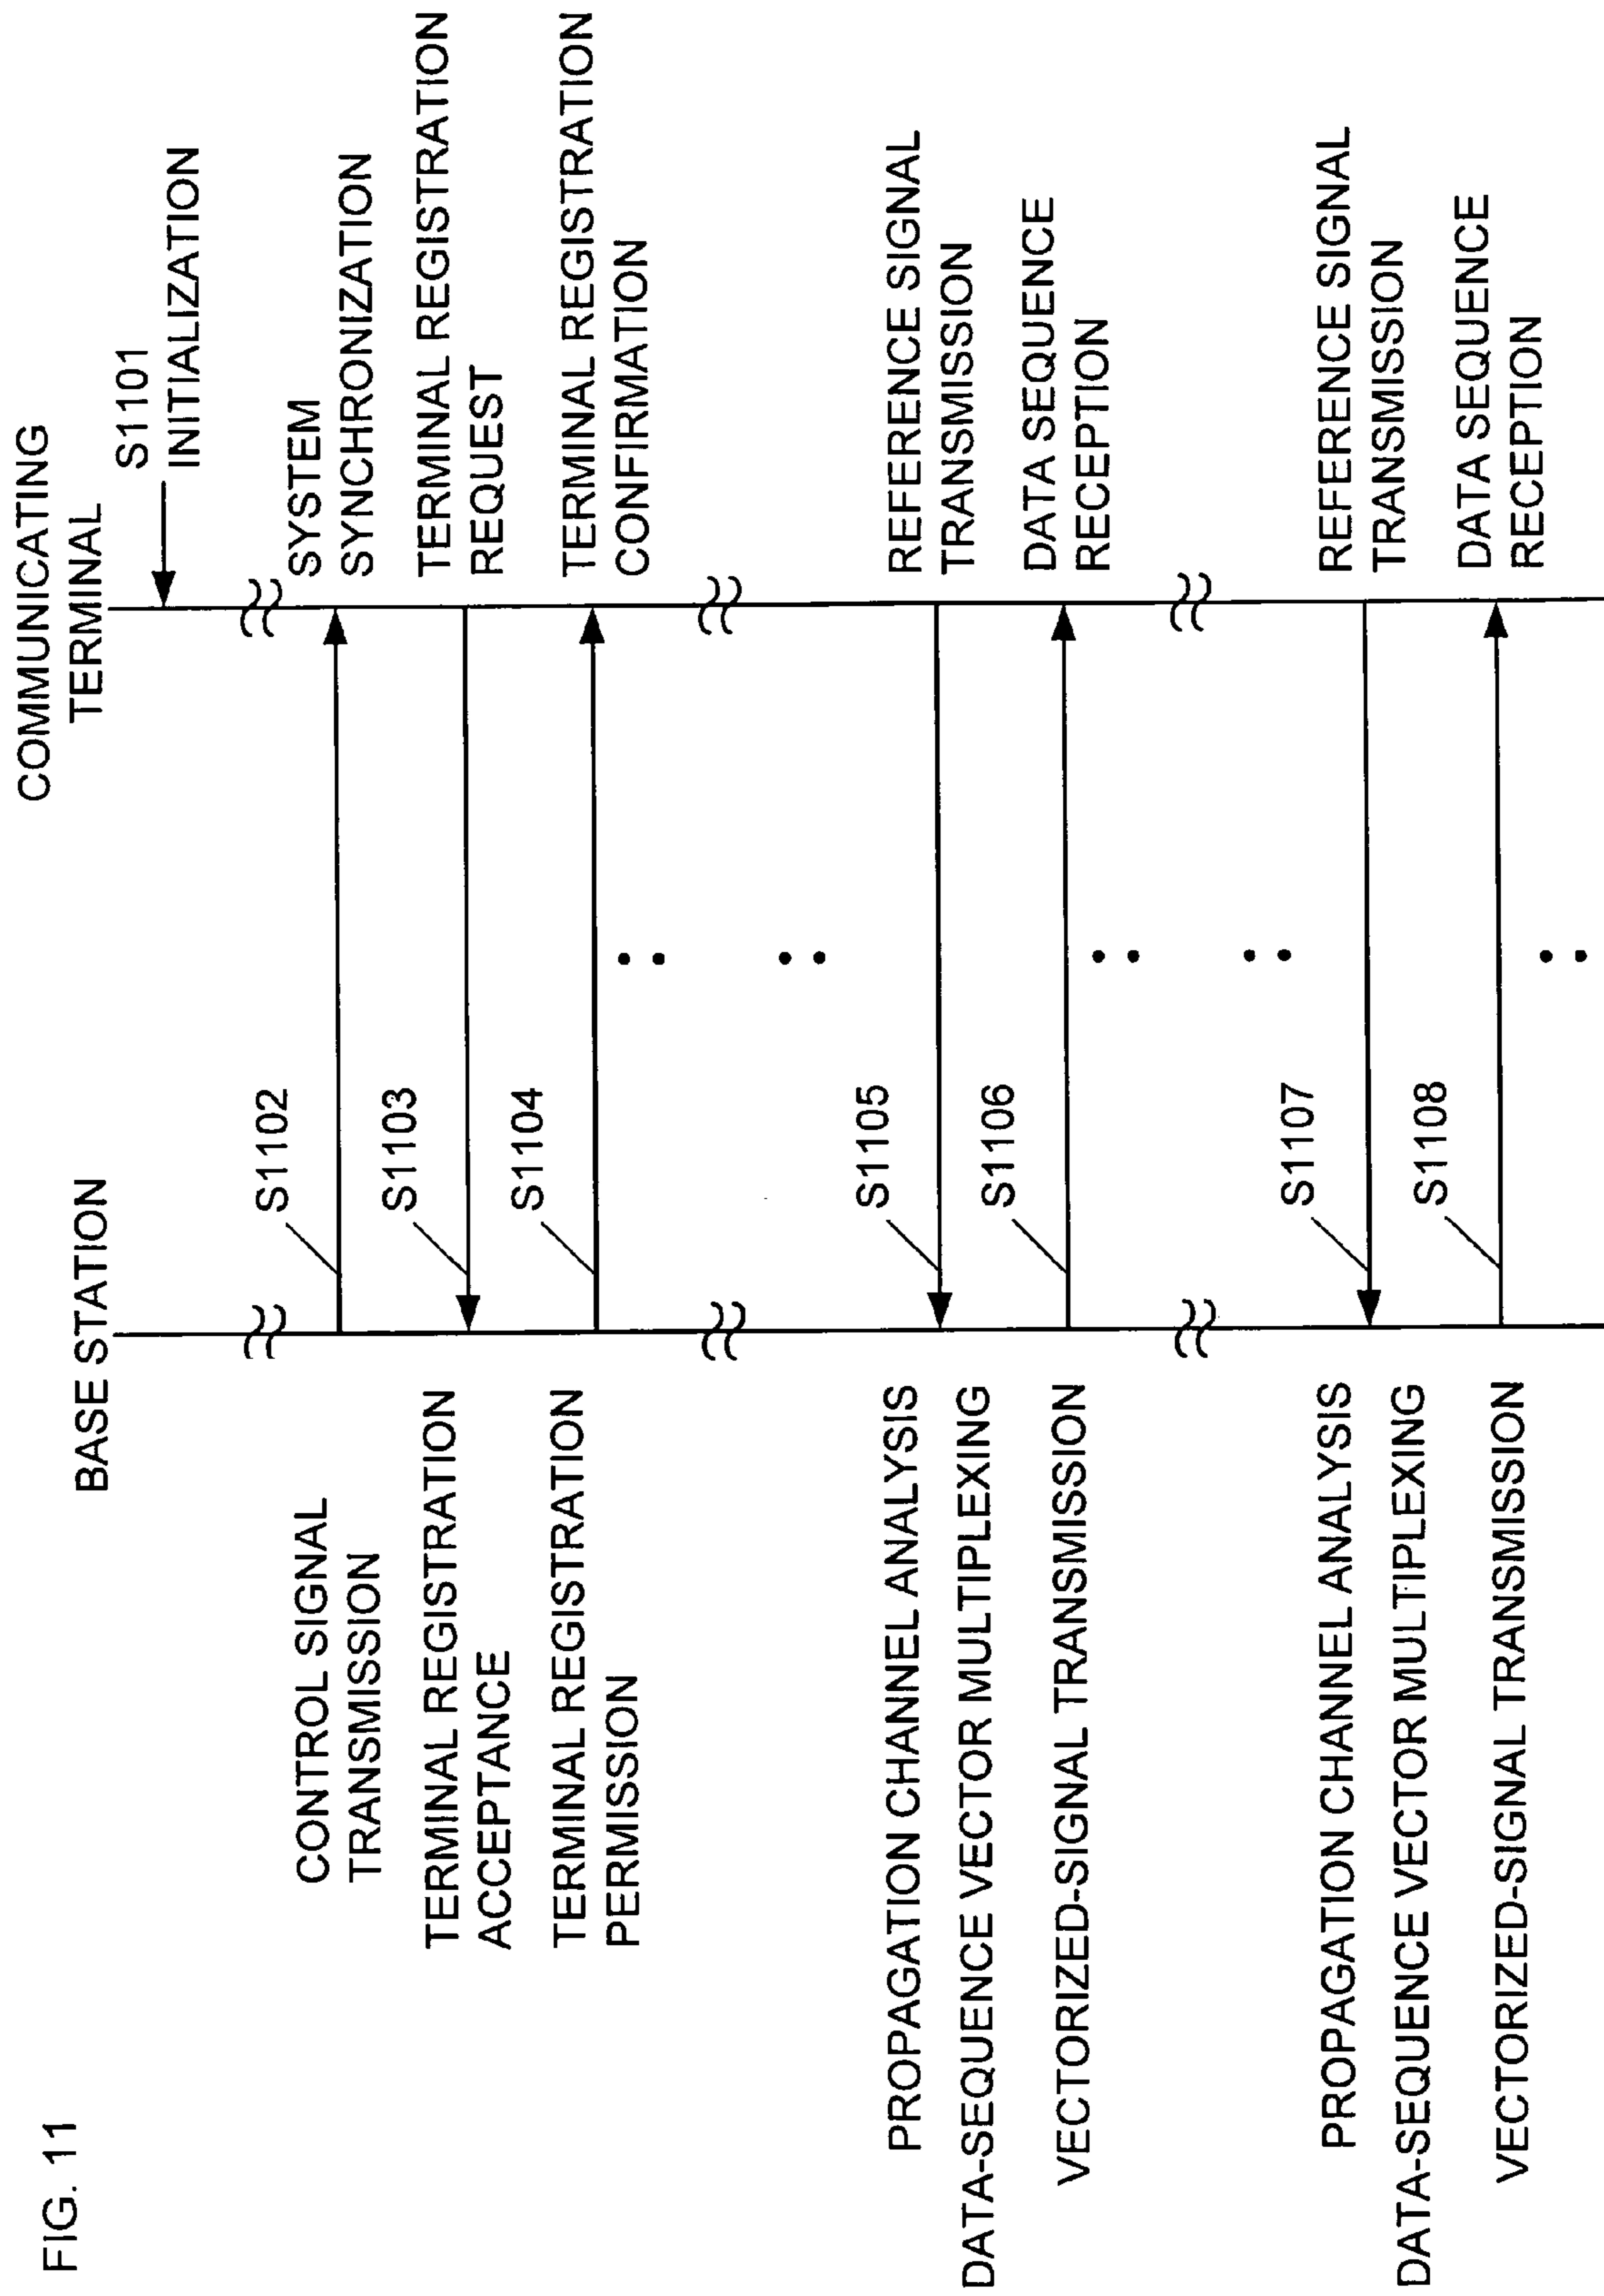 FIG. 11
BASE STATION
COMMUNICATING
TERMINAL
S1101
INITIALIZATION
CONTROL SIGNAL
TRANSMISSION
S1102
SYSTEM
SYNCHRONIZATION
TERMINAL REGISTRATION
ACCEPTANCE
S1103
TERMINAL REGISTRATION
REQUEST
TERMINAL REGISTRATION
PERMISSION
S1104
TERMINAL REGISTRATION
CONFIRMATION
PROPAGATION CHANNEL ANALYSIS
S1105
REFERENCE SIGNAL
TRANSMISSION
DATA-SEQUENCE VECTOR MULTIPLEXING
VECTORIZED-SIGNAL TRANSMISSION
S1106
DATA SEQUENCE
RECEPTION
PROPAGATION CHANNEL ANALYSIS
S1107
REFERENCE SIGNAL
TRANSMISSION
DATA-SEQUENCE VECTOR MULTIPLEXING
VECTORIZED-SIGNAL TRANSMISSION
S1108
DATA SEQUENCE
RECEPTION